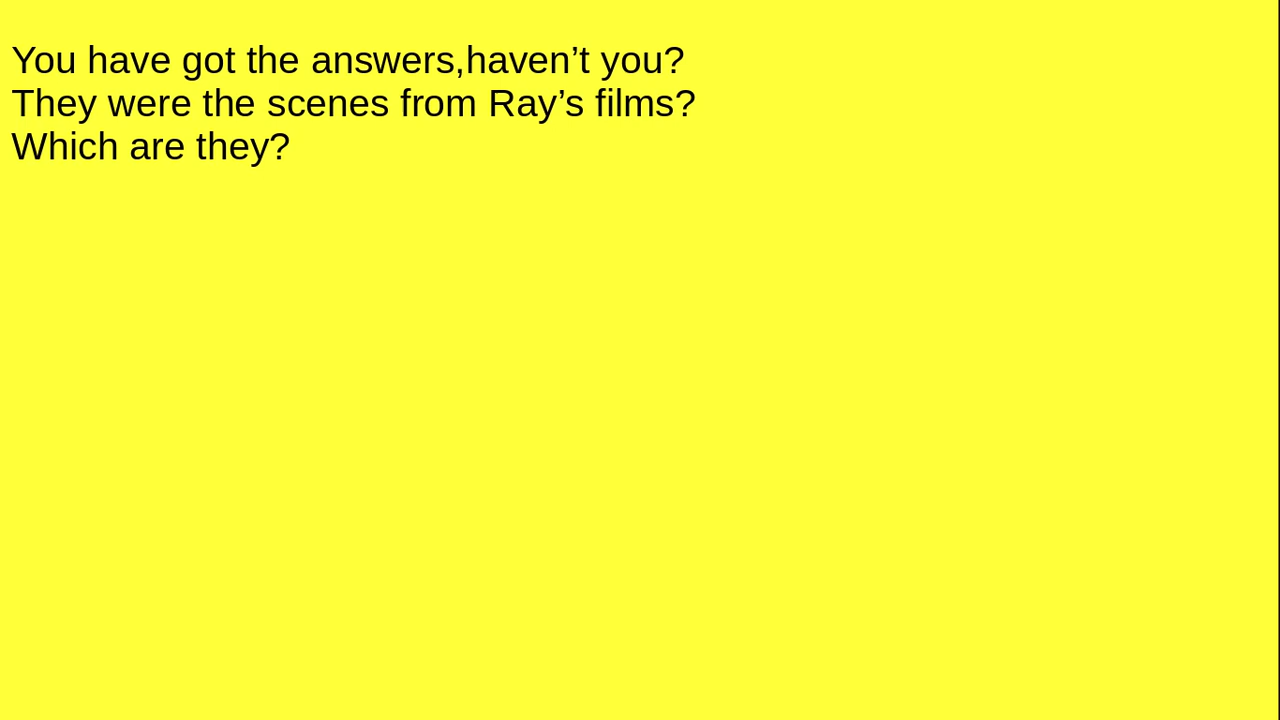 You have got the answers,haven’t you?
They were the scenes from Ray’s films?
Which are they?